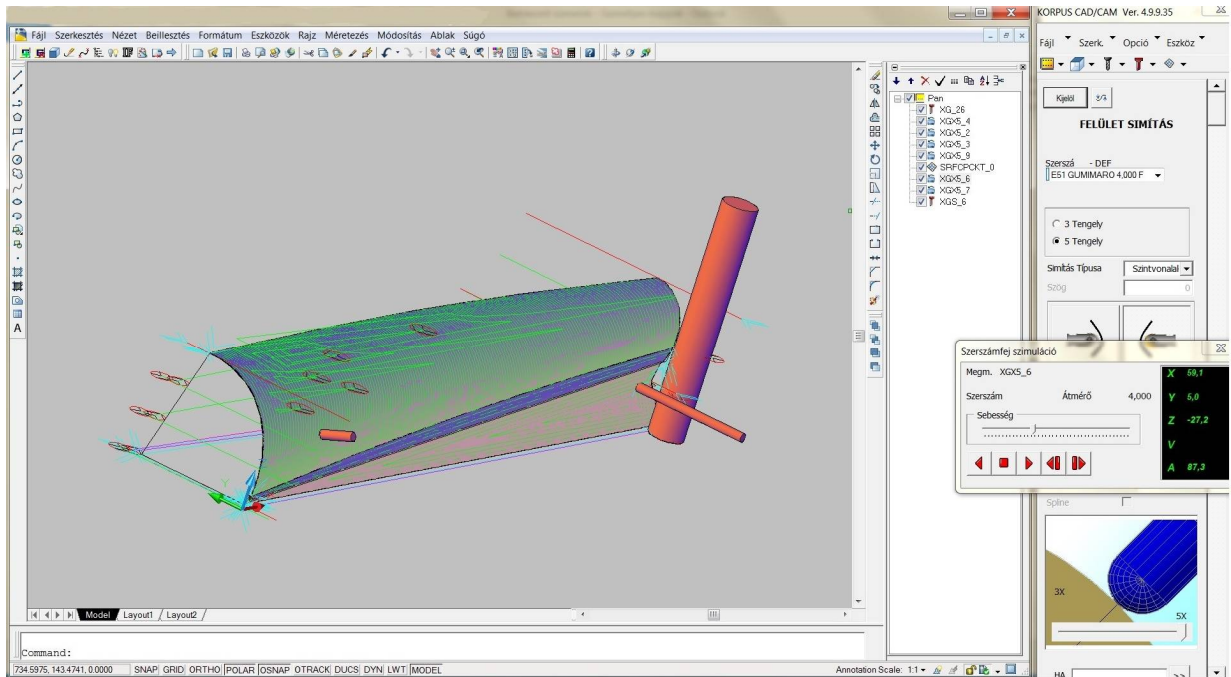 KORPUS CAD/CAM Ver. 4.9.9.35
Fájl Szerkesztés Nézet Beillesztés Formátum Eszközök Rajz Méretezés Módosítás Ablak Súgó
Fájl Szerk. Opció Eszköz
Pan
XG_26
XGX5_4
XGX5_2
XGX5_3
XGX5_9
SRFCPCKT_0
XGX5_6
XGX5_7
XGS_6
Kijelöl
FELÜLET SIMÍTÁS
Szerszá - DEF
E51 GUMIMARO 4,000 F
3 Tengely
5 Tengely
Simítás Típusa Szintvonalal
Szög 0
Szerszámfej szimuláció
Megm. XGX5_6
Szerszám Átmérő 4,000
Sebesség
X 59,1
Y 5,0
Z -27,2
V
A 87,3
Spline
3X
5X
HA >>
Y
A
Model Layout1 Layout2
Command:
734.5975, 143.4741, 0.0000 SNAP GRID ORTHO POLAR OSNAP OTRACK DUCS DYN LWT MODEL Annotation Scale: 1:1